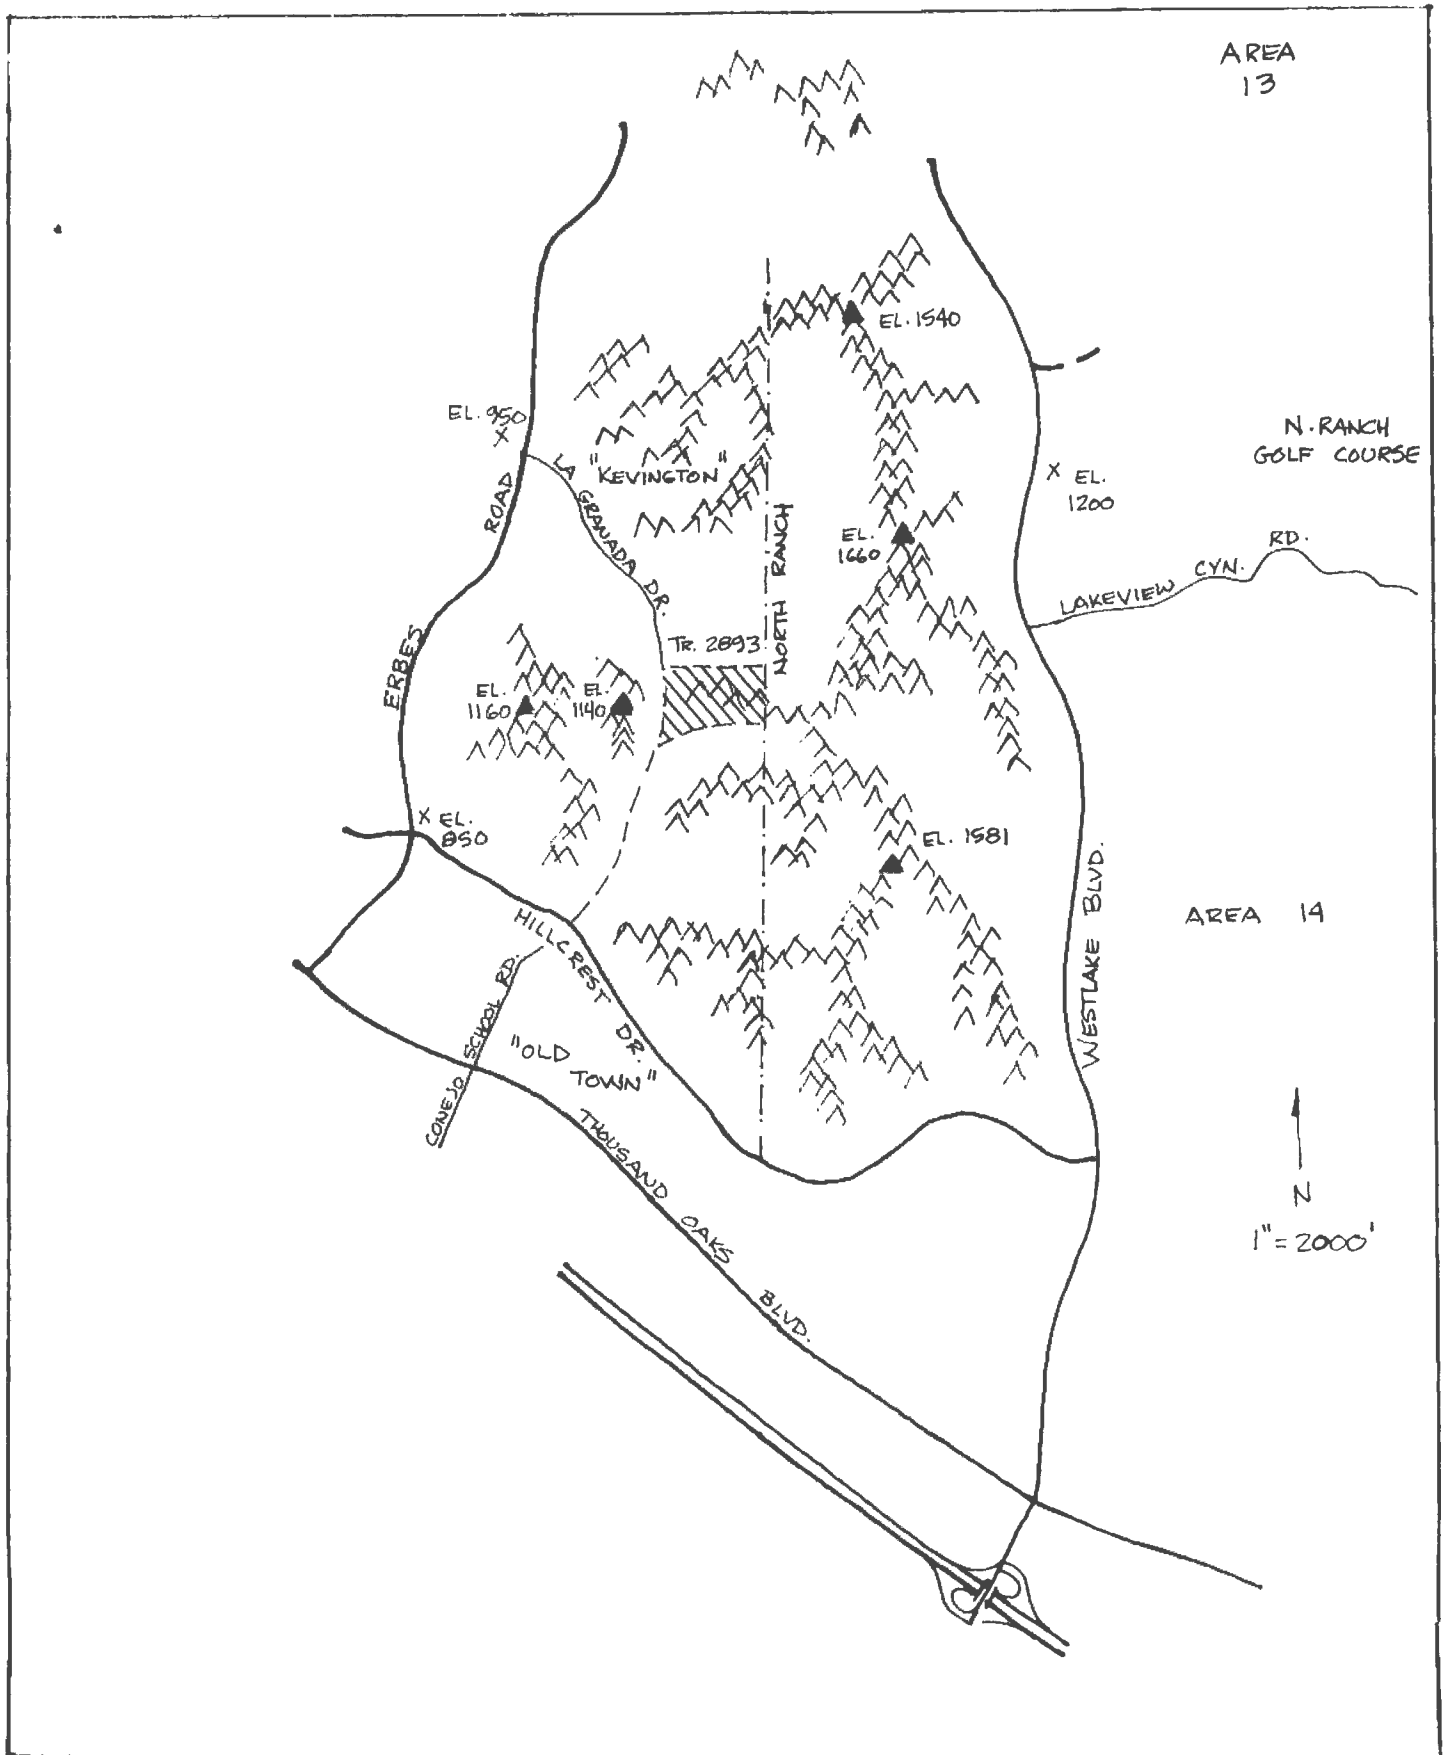 AREA
13
EL. 1540
EL. 950
X
N. RANCH
GOLF COURSE
"KEVINGTON"
X EL.
1200
LA GRANADA DR.
ROAD
NORTH RANCH
EL.
1660
LAKEVIEW CYN. RD.
TR. 2893
ERBES
EL.
1160
EL.
1140
X EL.
850
EL. 1581
WESTLAKE BLVD.
AREA 14
HILLCREST DR.
CONEJO SCHOOL RD.
"OLD
TOWN"
THOUSAND OAKS BLVD.
N
1" = 2000'